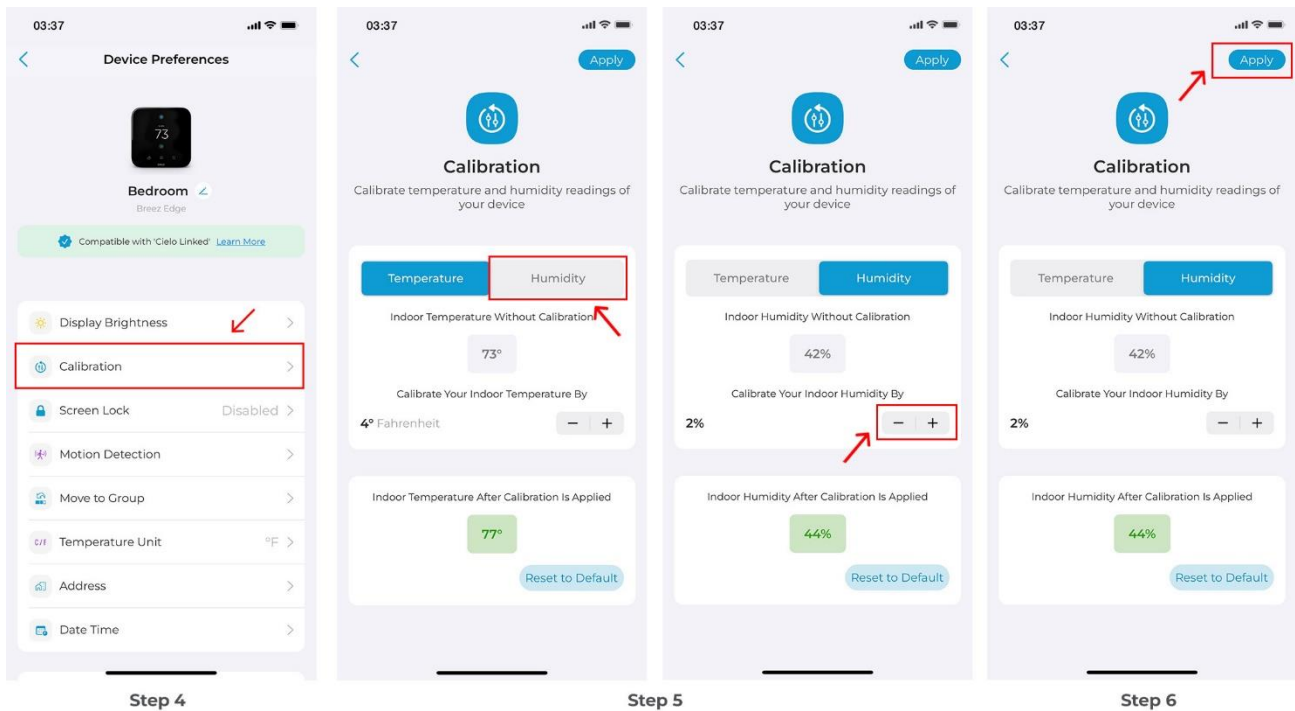 03:37
Device Preferences
73
Bedroom
Breez Edge
Compatible with 'Cielo Linked' Learn More
Display Brightness
Calibration
Screen Lock Disabled
Motion Detection
Move to Group
C/F Temperature Unit °F
Address
Date Time
Step 4
03:37
Apply
Calibration
Calibrate temperature and humidity readings of
your device
Temperature Humidity
Indoor Temperature Without Calibration
73°
Calibrate Your Indoor Temperature By
4° Fahrenheit − +
Indoor Temperature After Calibration Is Applied
77°
Reset to Default
03:37
Apply
Calibration
Calibrate temperature and humidity readings of
your device
Temperature Humidity
Indoor Humidity Without Calibration
42%
Calibrate Your Indoor Humidity By
2% − +
Indoor Humidity After Calibration Is Applied
44%
Reset to Default
Step 5
03:37
Apply
Calibration
Calibrate temperature and humidity readings of
your device
Temperature Humidity
Indoor Humidity Without Calibration
42%
Calibrate Your Indoor Humidity By
2% − +
Indoor Humidity After Calibration Is Applied
44%
Reset to Default
Step 6